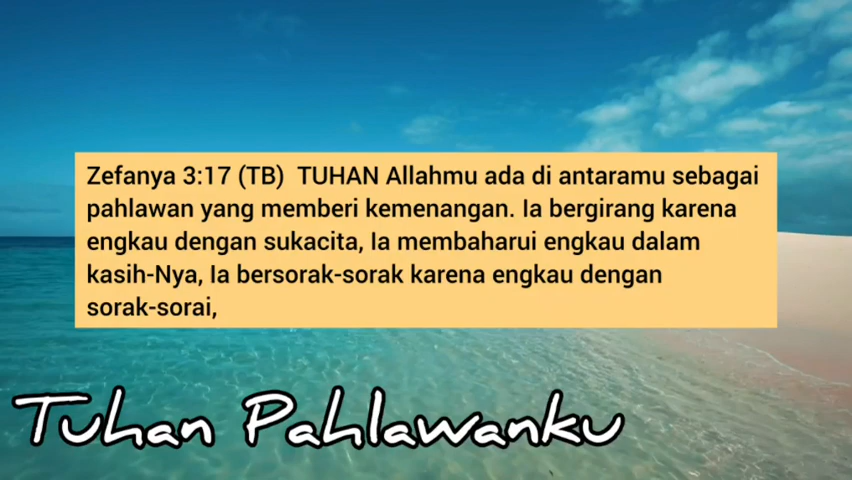 Zefanya 3:17 (TB) TUHAN Allahmu ada di antaramu sebagai
pahlawan yang memberi kemenangan. Ia bergirang karena
engkau dengan sukacita, Ia membaharui engkau dalam
kasih-Nya, Ia bersorak-sorak karena engkau dengan
sorak-sorai,
Tuhan Pahlawanku